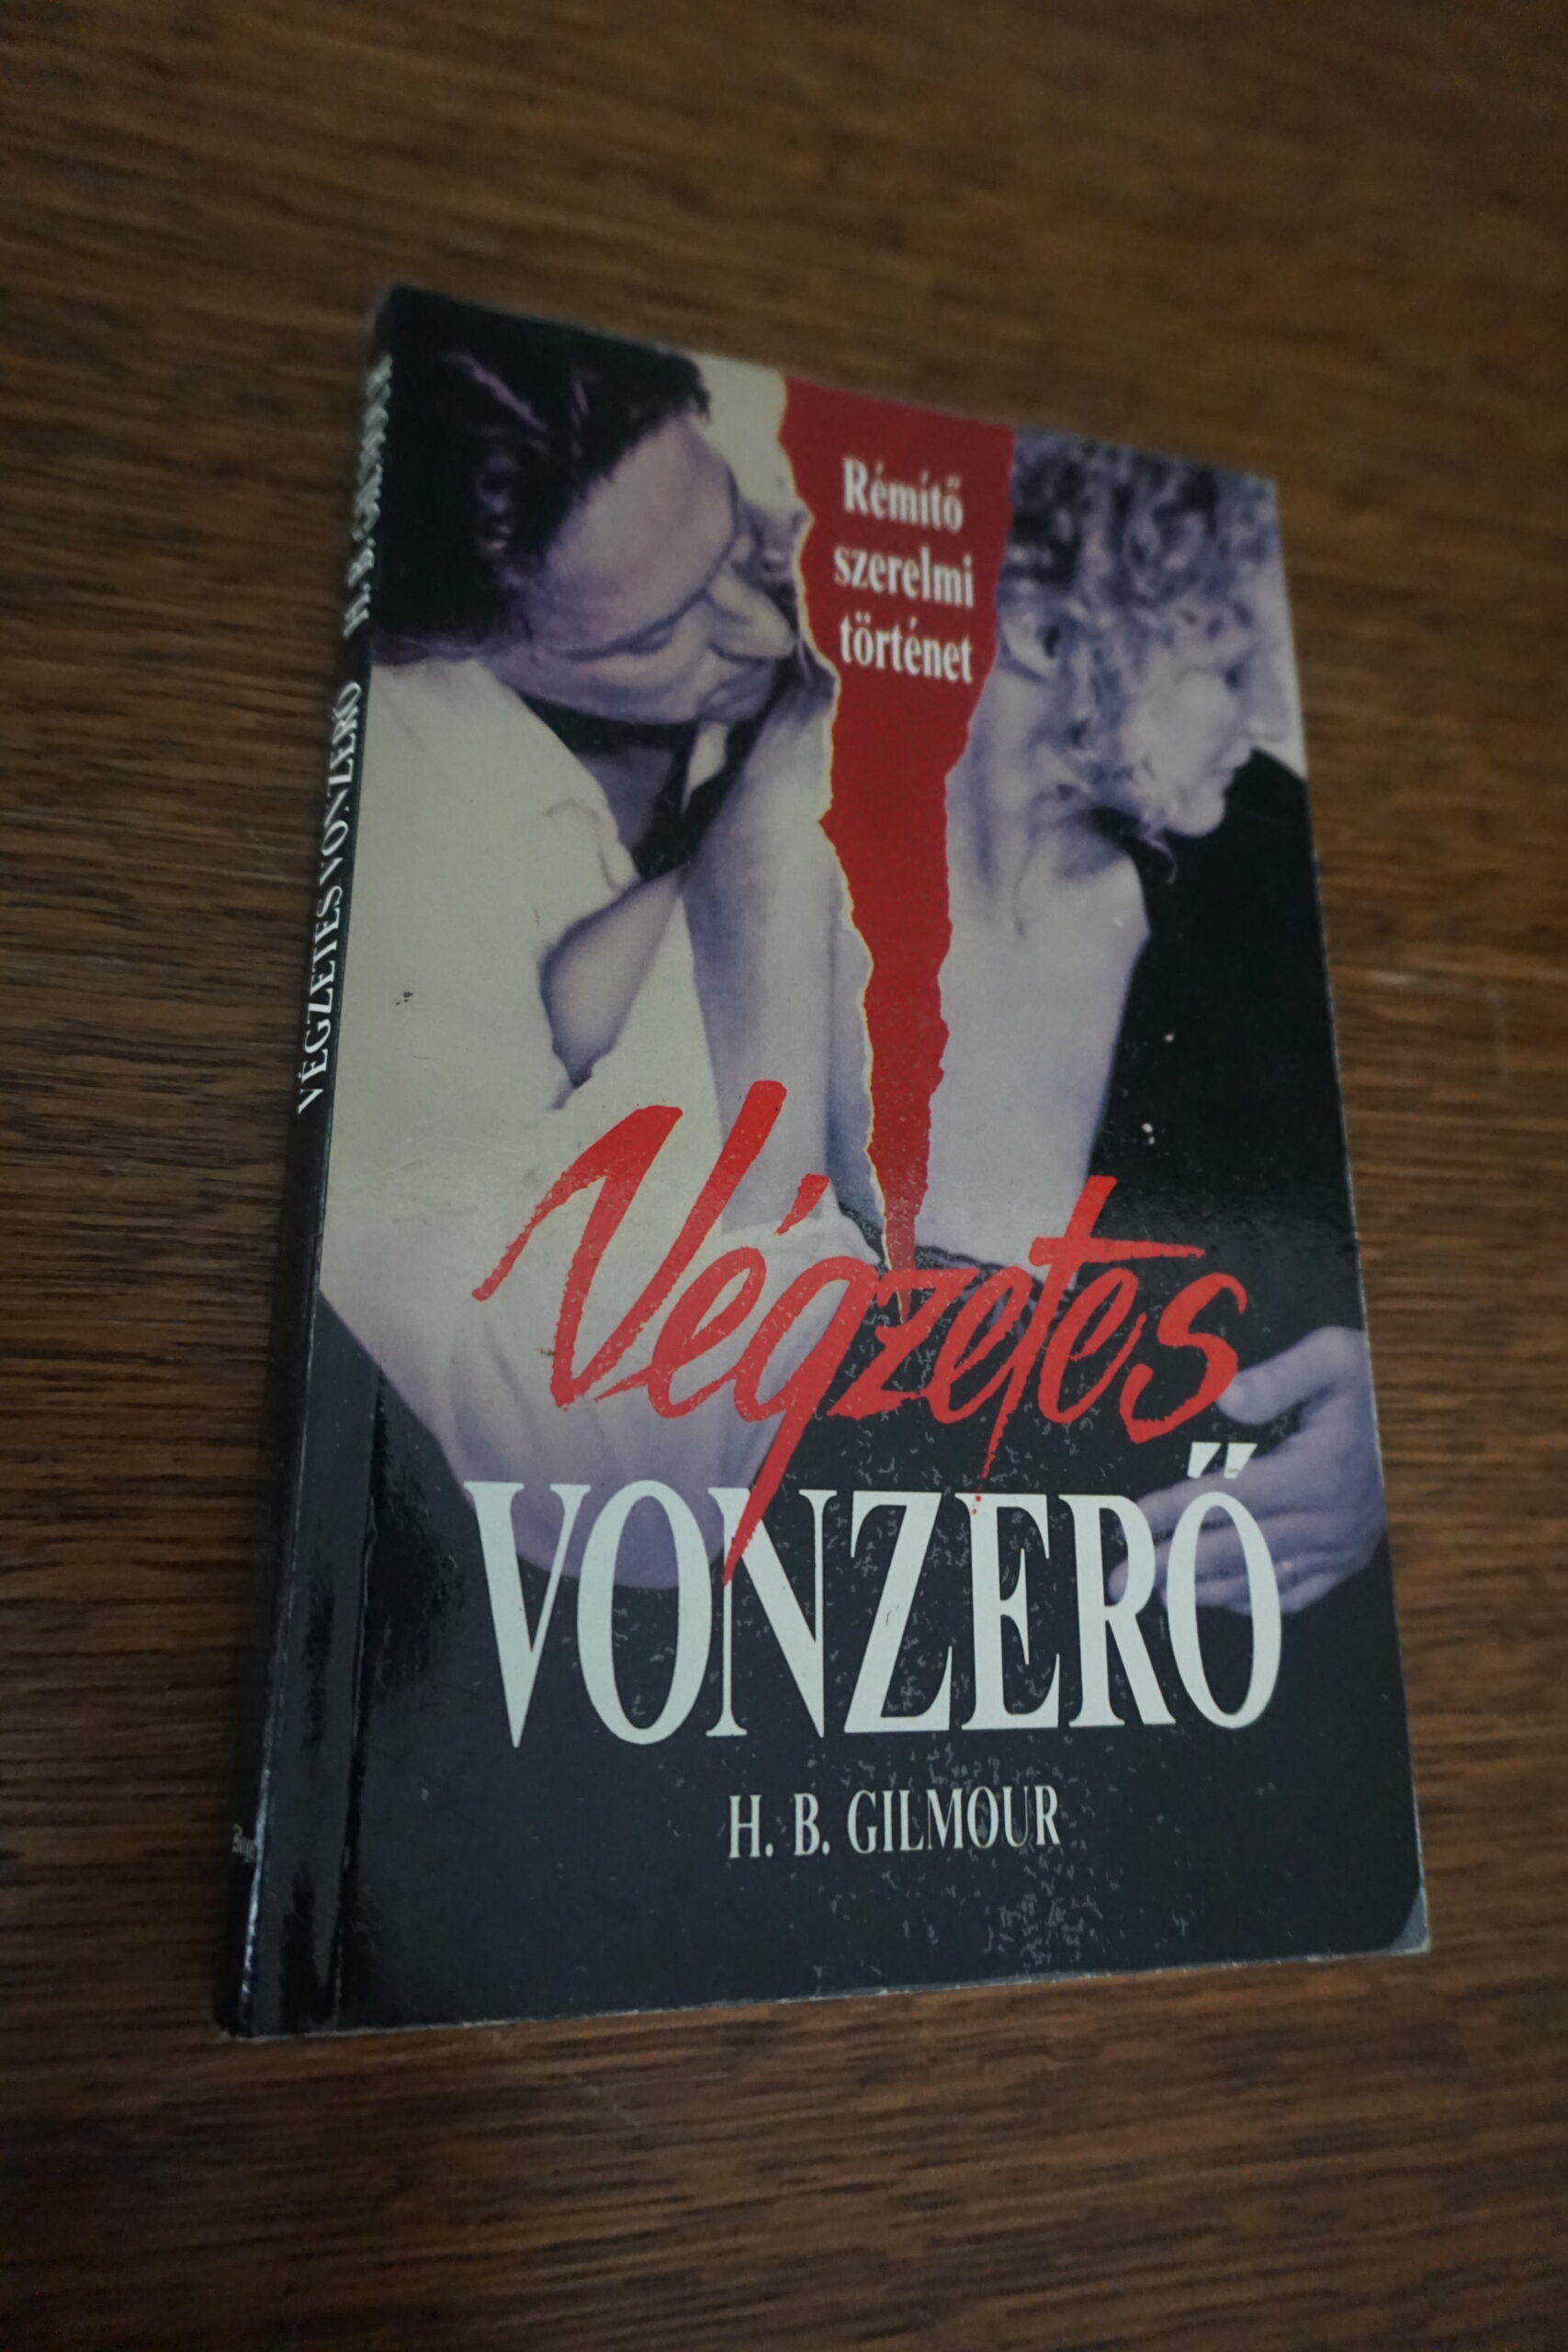 Rémítő
szerelmi
történet
Végzetes
VONZERŐ
H. B. GILMOUR
VÉGZETES VONZERŐ H. B. GILMOUR